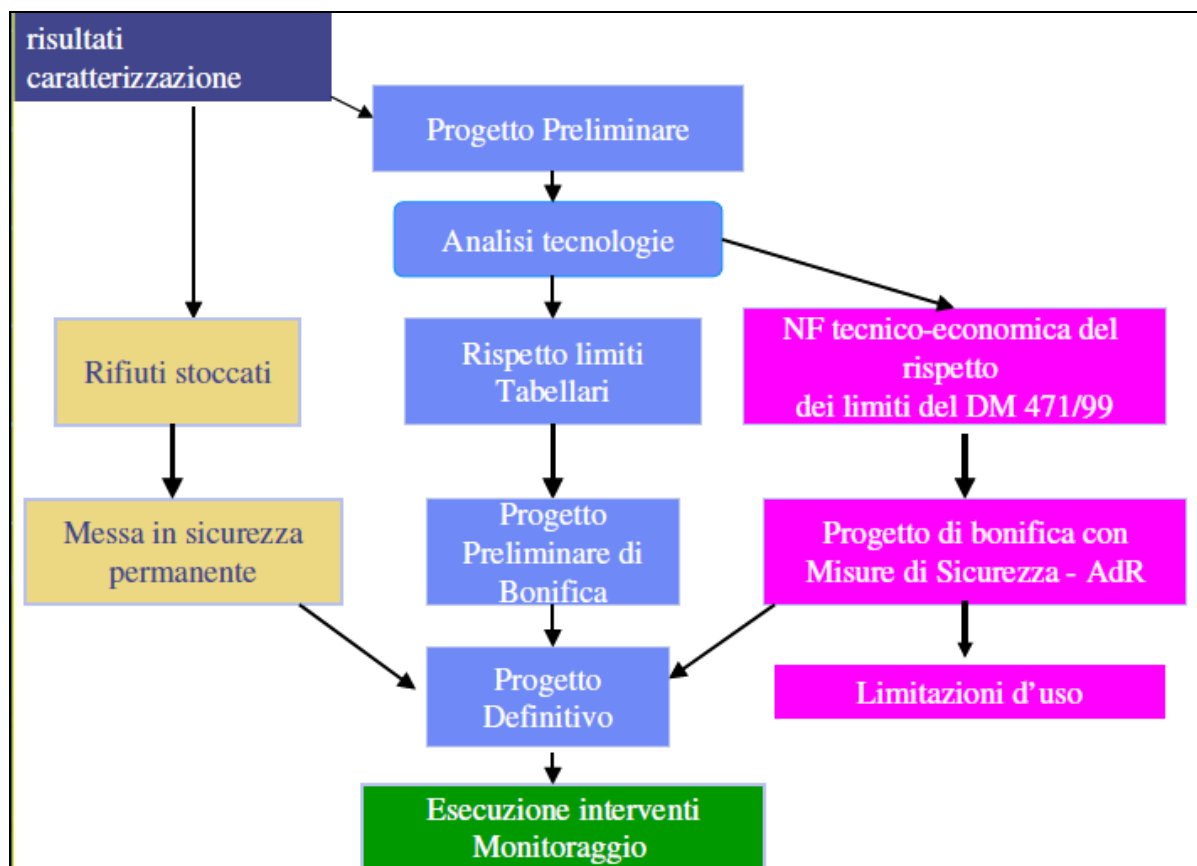 risultati
caratterizzazione
Progetto Preliminare
Analisi tecnologie
Rifiuti stoccati
Rispetto limiti
Tabellari
NF tecnico-economica del
rispetto
dei limiti del DM 471/99
Messa in sicurezza
permanente
Progetto
Preliminare di
Bonifica
Progetto di bonifica con
Misure di Sicurezza - AdR
Progetto
Definitivo
Limitazioni d’uso
Esecuzione interventi
Monitoraggio